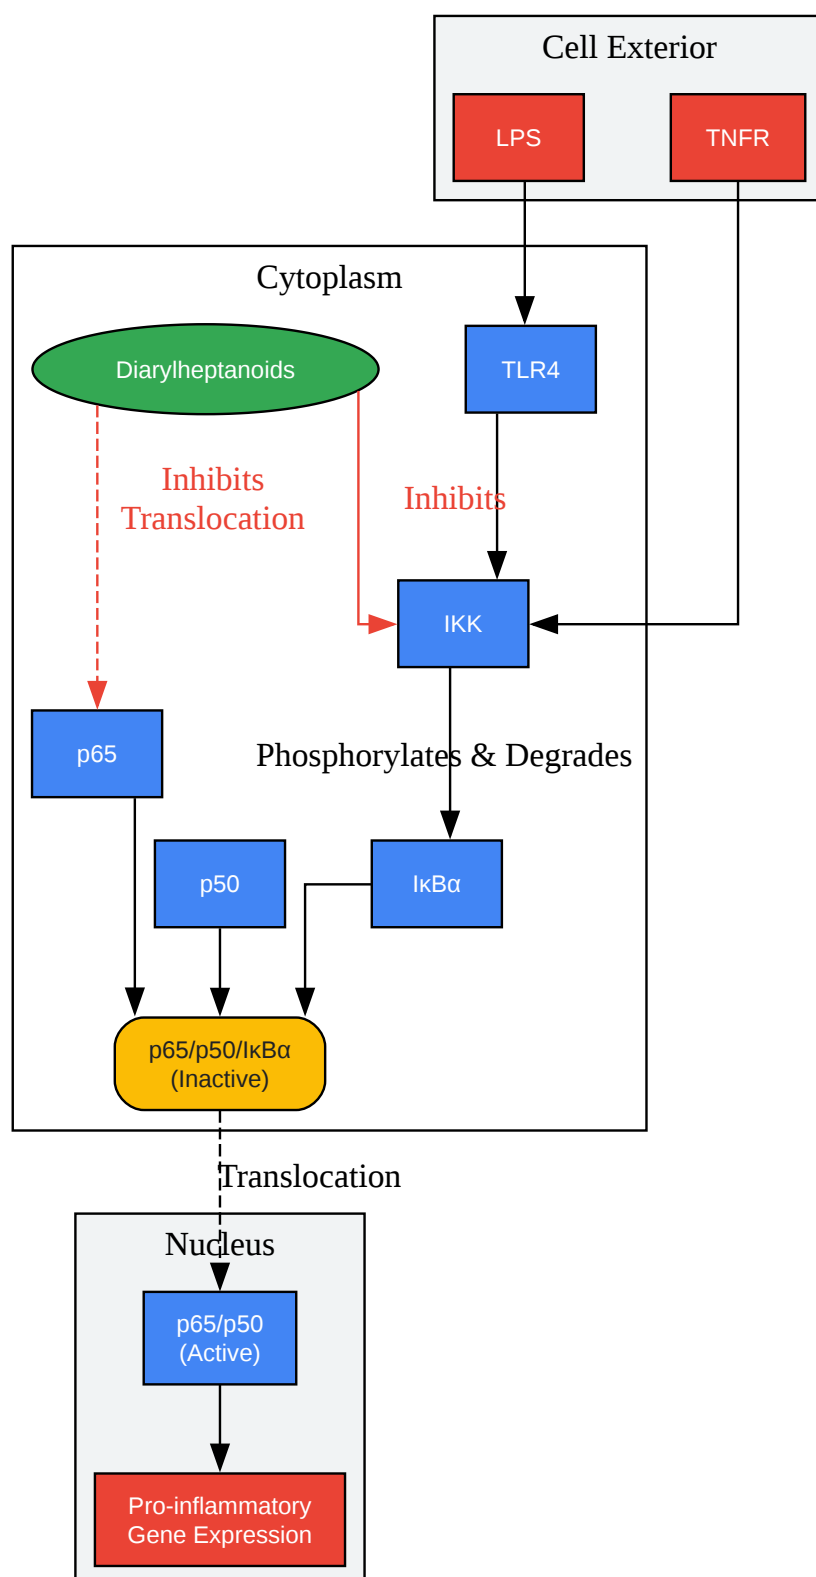 Cell Exterior
LPS
TNFR
Cytoplasm
Diarylheptanoids
TLR4
Inhibits
Translocation
Inhibits
IKK
p65
Phosphorylates & Degrades
p50
IκBα
p65/p50/IκBα
(Inactive)
Translocation
Nucleus
p65/p50
(Active)
Pro-inflammatory
Gene Expression